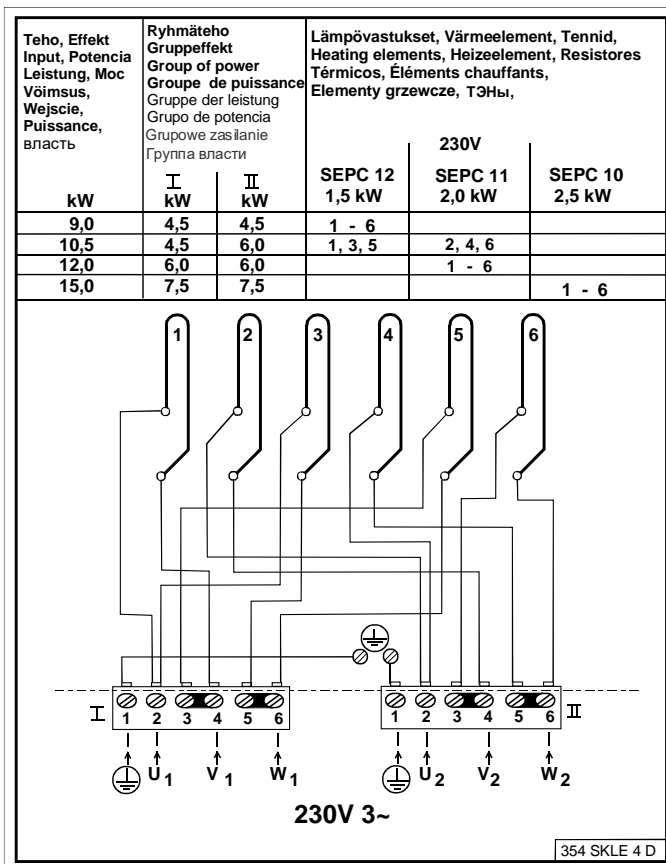 Teho, Effekt
Input, Potencia
Leistung, Moc
Vöimsus,
Wejscie,
Puissance,
власть
kW
Ryhmäteho
Gruppeffekt
Group of power
Groupe de puissance
Gruppe der leistung
Grupo de potencia
Grupowe zasilanie
Группа власти
I II
kW kW
Lämpövastukset, Värmeelement, Tennid,
Heating elements, Heizeelement, Resistores
Térmicos, Éléments chauffants,
Elementy grzewcze, ТЭНы,
230V
SEPC 12 SEPC 11 SEPC 10
1,5 kW 2,0 kW 2,5 kW
9,0 4,5 4,5 1 - 6
10,5 4,5 6,0 1, 3, 5 2, 4, 6
12,0 6,0 6,0 1 - 6
15,0 7,5 7,5 1 - 6
1 2 3 4 5 6
I 1 2 3 4 5 6 1 2 3 4 5 6 II
U1 V1 W1 U2 V2 W2
230V 3~
354 SKLE 4 D